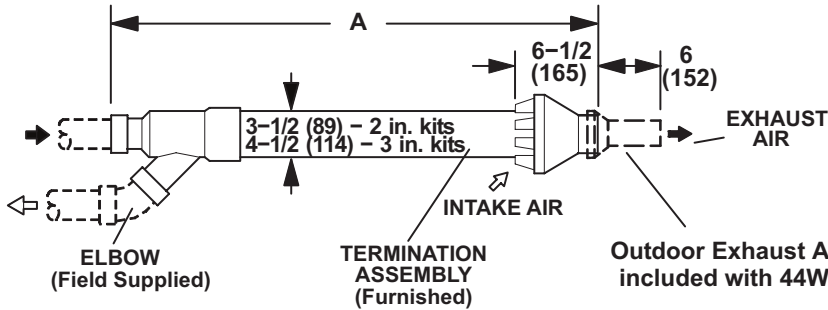 A
6−1/2
(165)
6
(152)
3−1/2 (89) − 2 in. kits
4−1/2 (114) − 3 in. kits
EXHAUST
AIR
INTAKE AIR
ELBOW
(Field Supplied)
TERMINATION
ASSEMBLY
(Furnished)
Outdoor Exhaust A
included with 44W